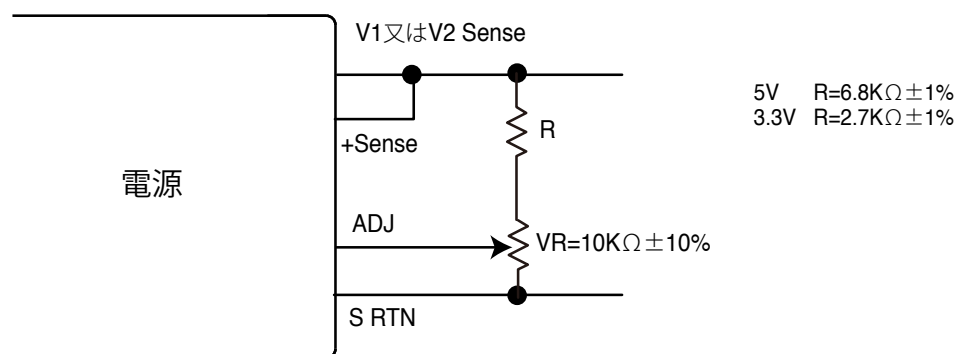 V1又はV2 Sense
5V R=6.8KΩ±1%
3.3V R=2.7KΩ±1%
R
+Sense
電源
ADJ
VR=10KΩ±10%
S RTN